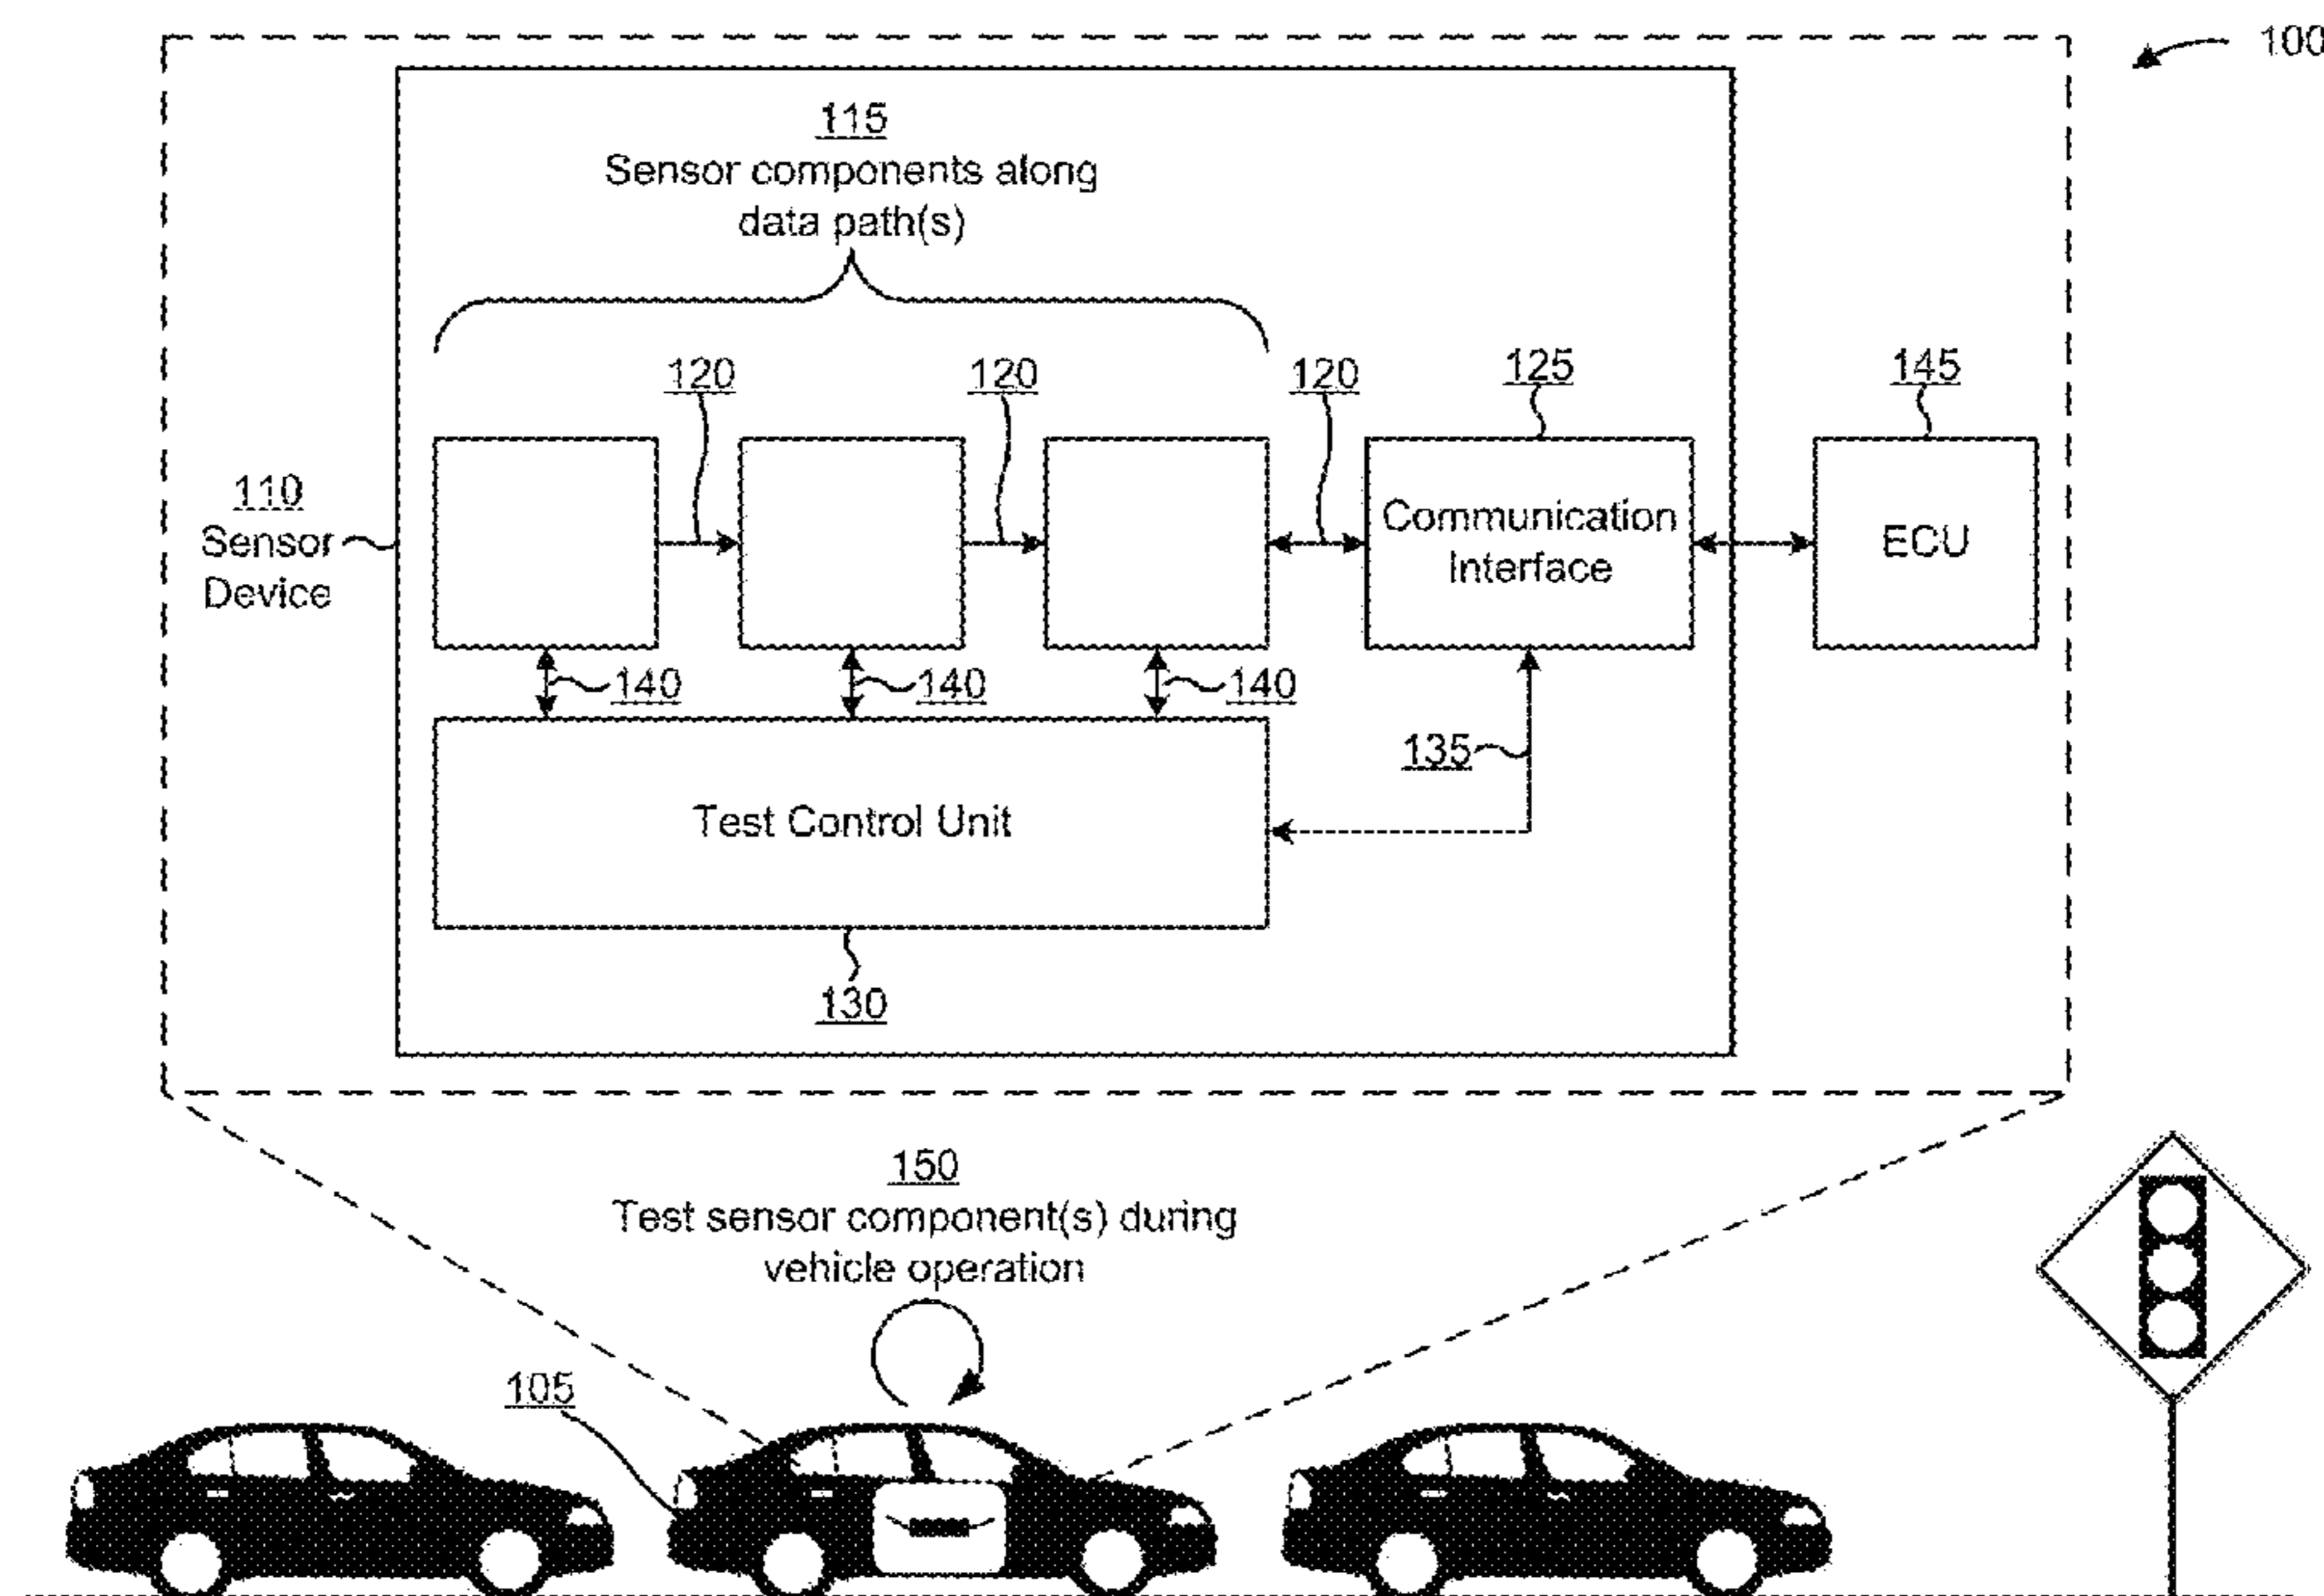 100
115
Sensor components along
data path(s)
120
120
120
125
145
110
Sensor
Device
Communication
Interface
ECU
140
140
140
135
Test Control Unit
130
150
Test sensor component(s) during
vehicle operation
105